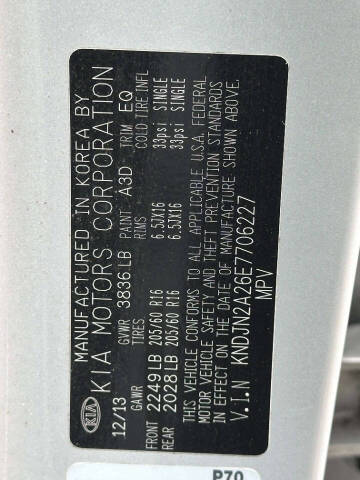 KIA
MANUFACTURED IN KOREA BY
KIA MOTORS CORPORATION
12/13 GVWR 3836 LB PAINT A3D TRIM EQ
GAWR TIRES RIMS COLD TIRE INFL
FRONT 2249 LB 205/60 R16 6.5JX16 33psi SINGLE
REAR 2028 LB 205/60 R16 6.5JX16 33psi SINGLE
THIS VEHICLE CONFORMS TO ALL APPLICABLE U.S.A. FEDERAL
MOTOR VEHICLE SAFETY AND THEFT PREVENTION STANDARDS
IN EFFECT ON THE DATE OF MANUFACTURE SHOWN ABOVE.
V.I.N KNDJN2A26E7706227
MPV
P70